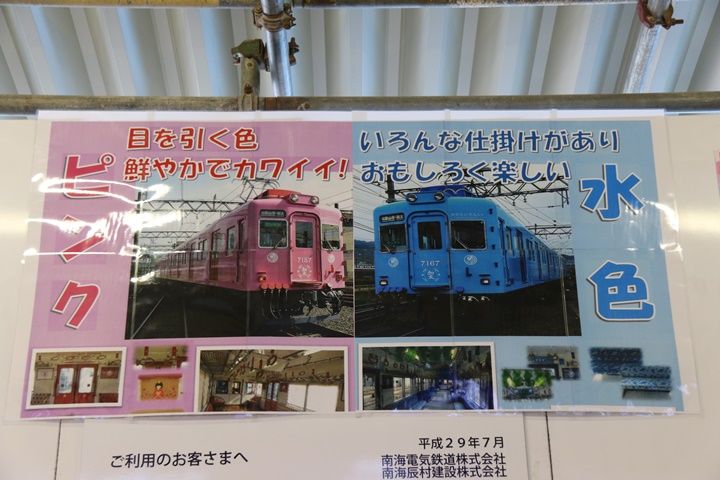 目を引く色
鮮やかでカワイイ!
ピンク
いろんな仕掛けがあり
おもしろく楽しい
水色
7157
7167
ご利用のお客さまへ
平成29年7月
南海電気鉄道株式会社
南海辰村建設株式会社